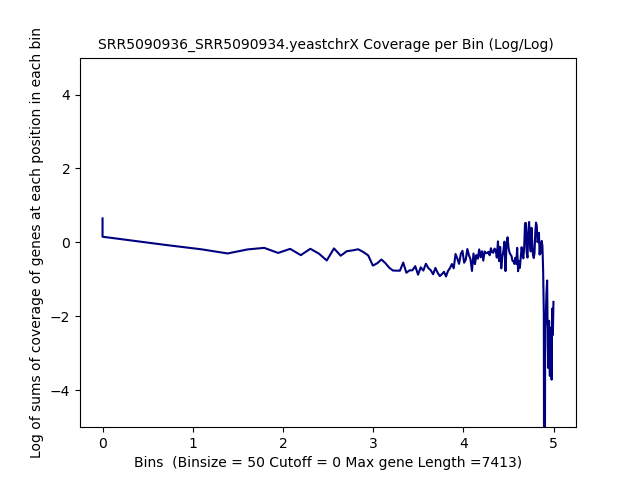 SRR5090936_SRR5090934.yeastchrX Coverage per Bin (Log/Log)
Log of sums of coverage of genes at each position in each bin
4
2
0
−2
−4
0 1 2 3 4 5
Bins  (Binsize = 50 Cutoff = 0 Max gene Length =7413)